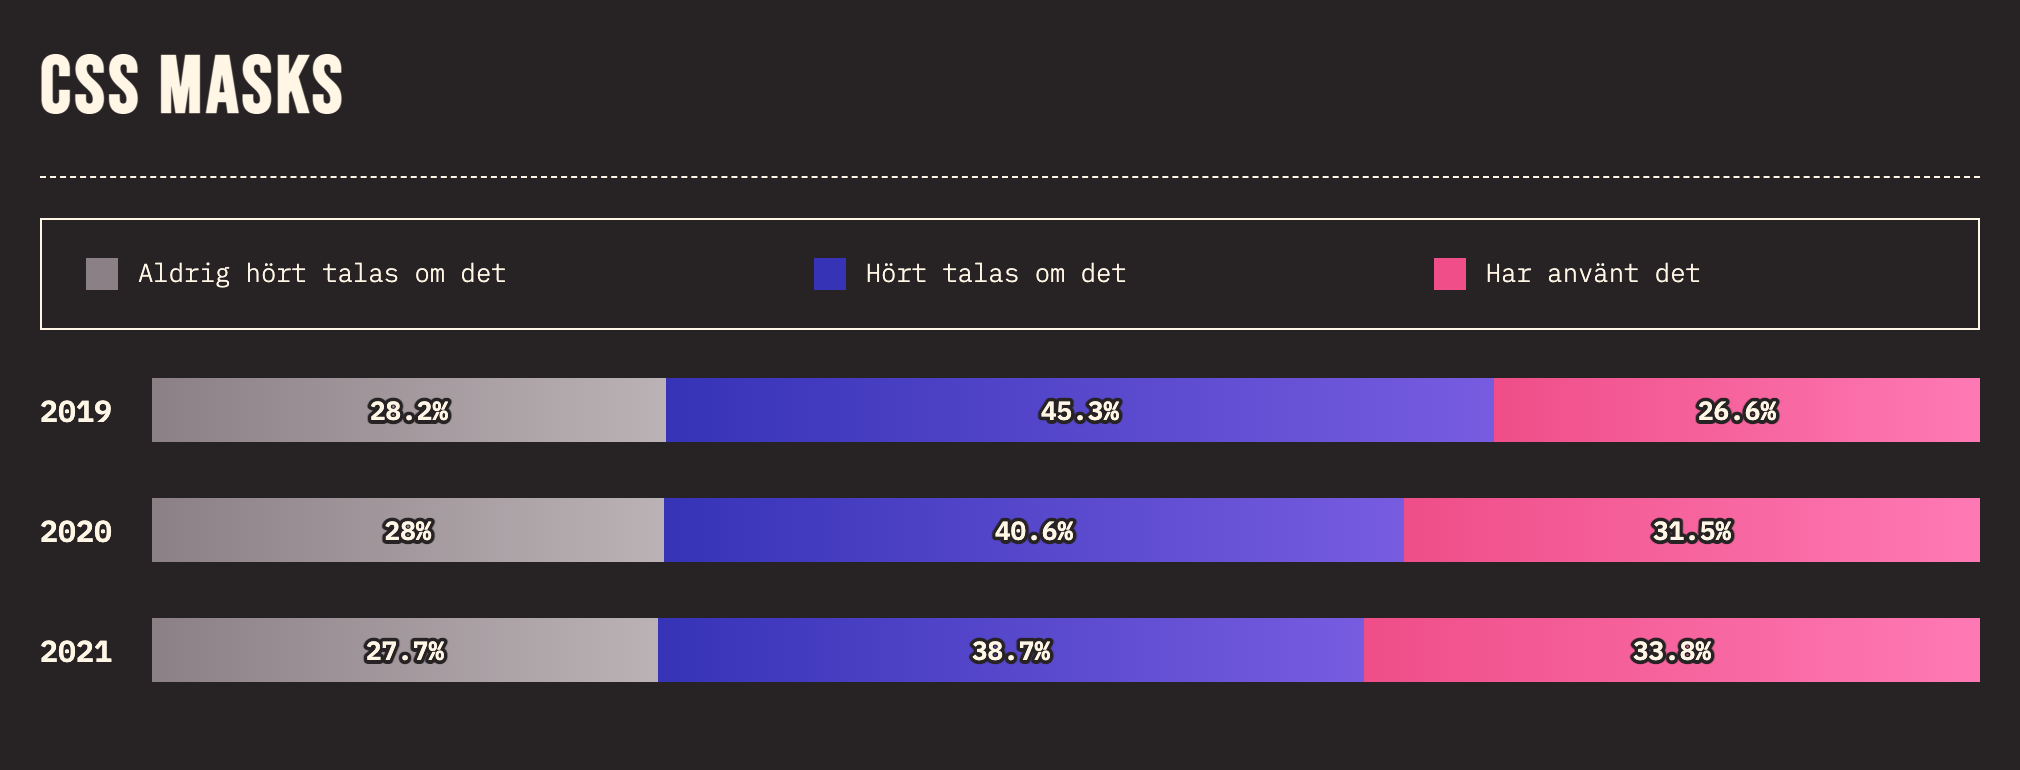 CSS MASKS
Aldrig hört talas om det
Hört talas om det
Har använt det
2019 28.2% 45.3% 26.6%
2020 28% 40.6% 31.5%
2021 27.7% 38.7% 33.8%